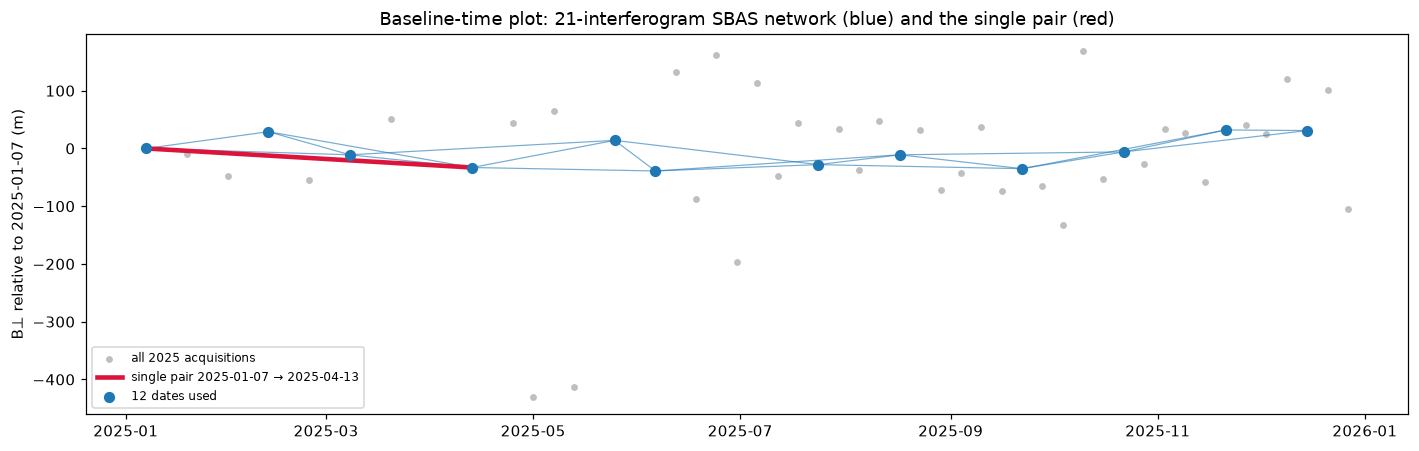 Baseline-time plot: 21-interferogram SBAS network (blue) and the single pair (red)
B⊥ relative to 2025-01-07 (m)
100
0
−100
−200
−300
−400
all 2025 acquisitions
single pair 2025-01-07 → 2025-04-13
12 dates used
2025-01
2025-03
2025-05
2025-07
2025-09
2025-11
2026-01